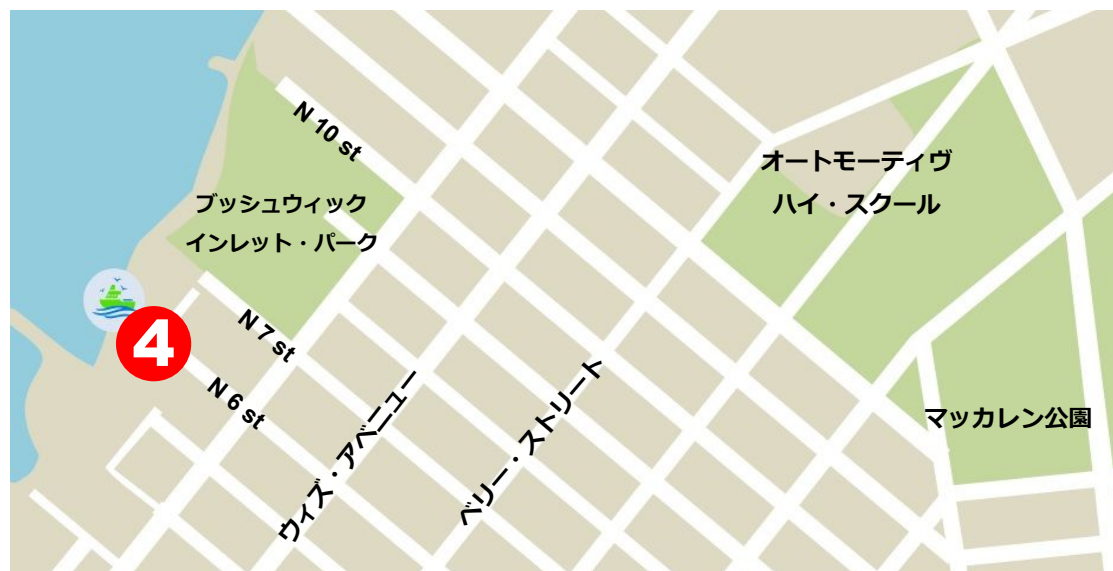 N 10 st
オートモーティヴ
ハイ・スクール
ブッシュウィック
インレット・パーク
4
N 7 st
N 6 st
ウィズ・アベニュー
ベリー・ストリート
マッカレン公園